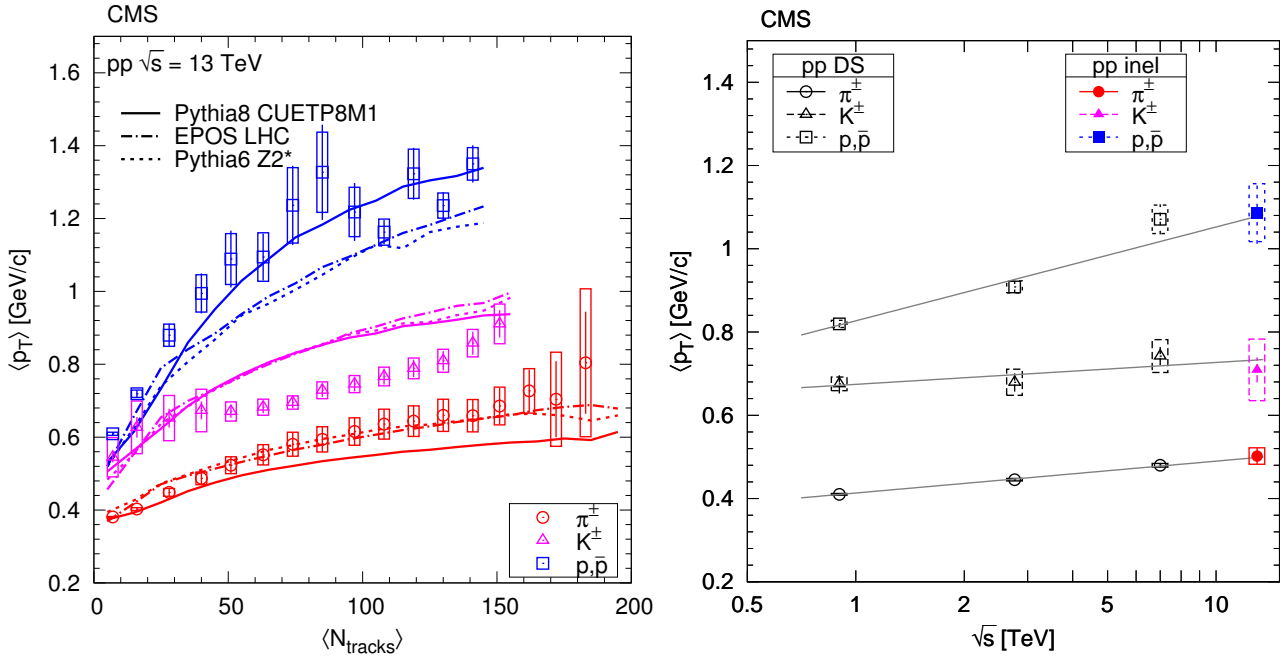 CMS
pp √s = 13 TeV
Pythia8 CUETP8M1
EPOS LHC
Pythia6 Z2*
⟨p_T⟩ [GeV/c]
1.6
1.4
1.2
1
0.8
0.6
0.4
0.2
π±
K±
p,p̄
0 50 100 150 200
⟨N_tracks⟩
CMS
pp DS
π±
K±
p,p̄
pp inel
π±
K±
p,p̄
⟨p_T⟩ [GeV/c]
1.4
1.2
1
0.8
0.6
0.4
0.2
0.5 1 2 5 10
√s [TeV]